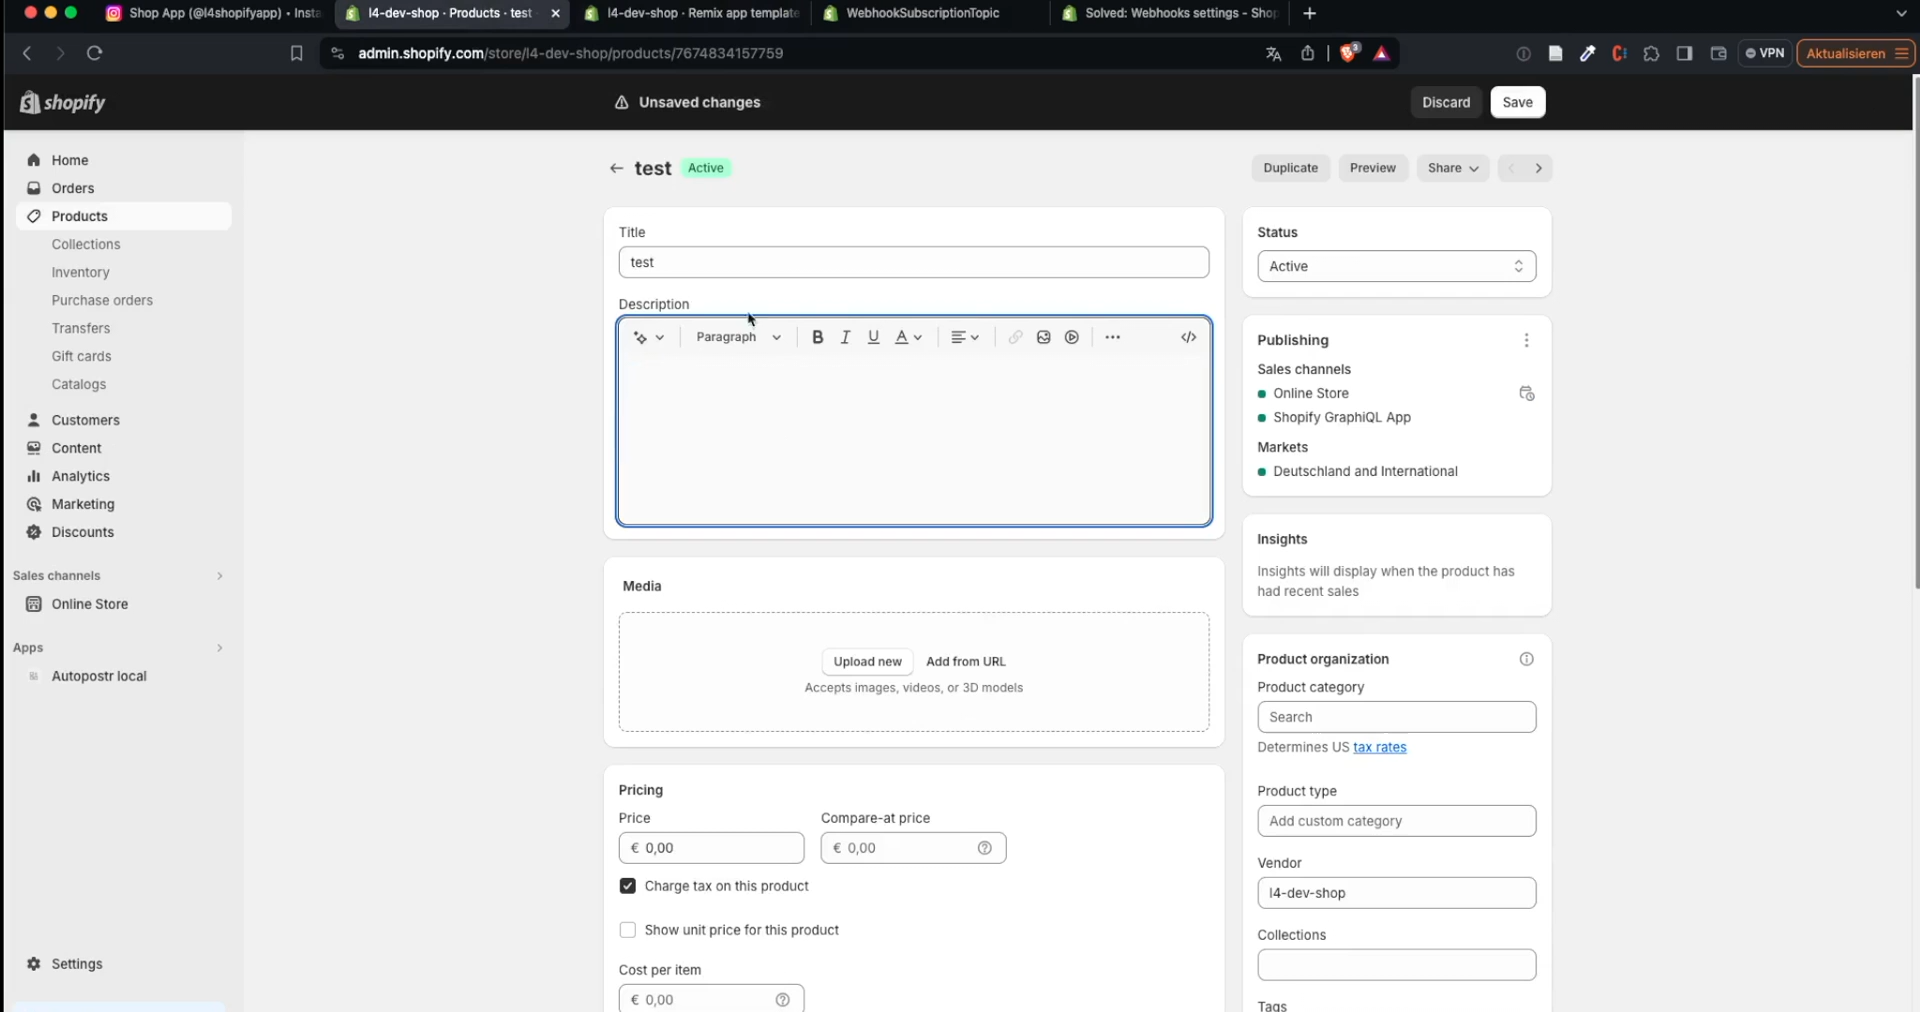 Shop App (@l4shopifyapp) • Insta
l4-dev-shop · Products · test
l4-dev-shop · Remix app template
WebhookSubscriptionTopic
Solved: Webhooks settings - Shop
admin.shopify.com/store/l4-dev-shop/products/7674834157759
3
VPN
Aktualisieren
shopify
Unsaved changes
Discard
Save
Home
Orders
Products
Collections
Inventory
Purchase orders
Transfers
Gift cards
Catalogs
Customers
Content
Analytics
Marketing
Discounts
Sales channels
Online Store
Apps
Autopostr local
Settings
test Active
Duplicate
Preview
Share
Title
test
Description
Paragraph
B I U A
Media
Upload new Add from URL
Accepts images, videos, or 3D models
Pricing
Price
Compare-at price
€ 0,00
€ 0,00
Charge tax on this product
Show unit price for this product
Cost per item
€ 0,00
Status
Active
Publishing
Sales channels
Online Store
Shopify GraphiQL App
Markets
Deutschland and International
Insights
Insights will display when the product has
had recent sales
Product organization
Product category
Search
Determines US tax rates
Product type
Add custom category
Vendor
l4-dev-shop
Collections
Tags